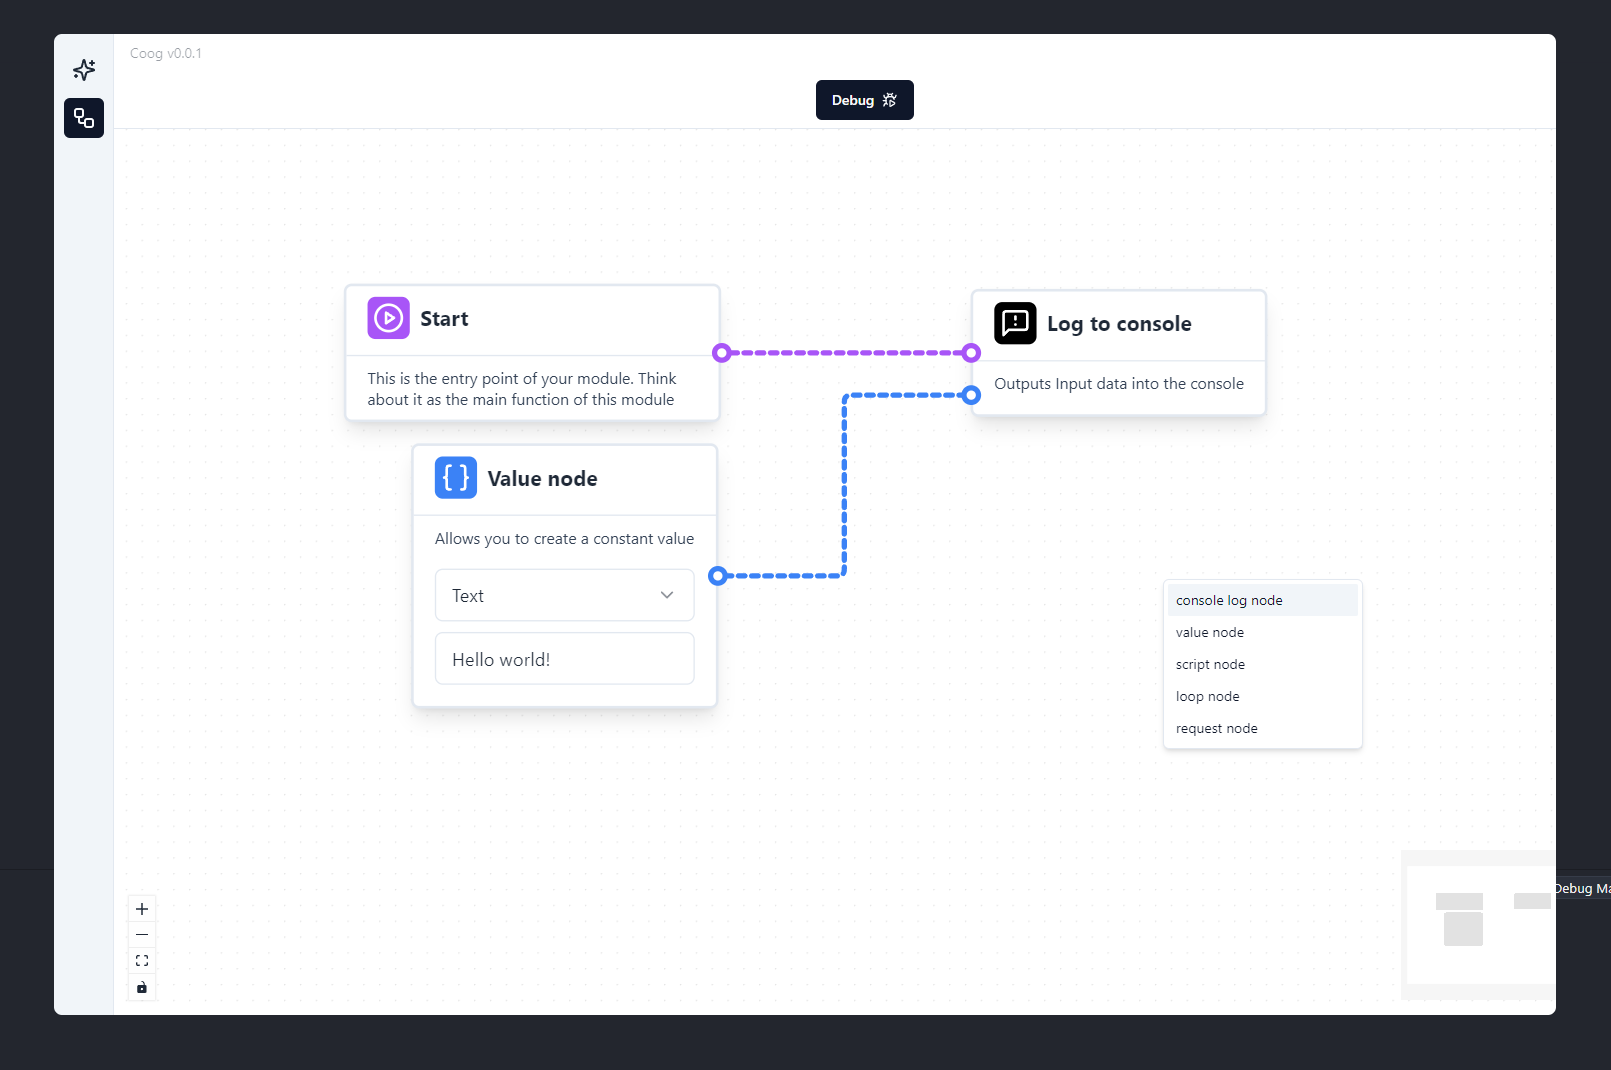 Coog v0.0.1
Debug
Start
This is the entry point of your module. Think
about it as the main function of this module
Log to console
Outputs Input data into the console
Value node
Allows you to create a constant value
Text
Hello world!
console log node
value node
script node
loop node
request node
Debug Ma